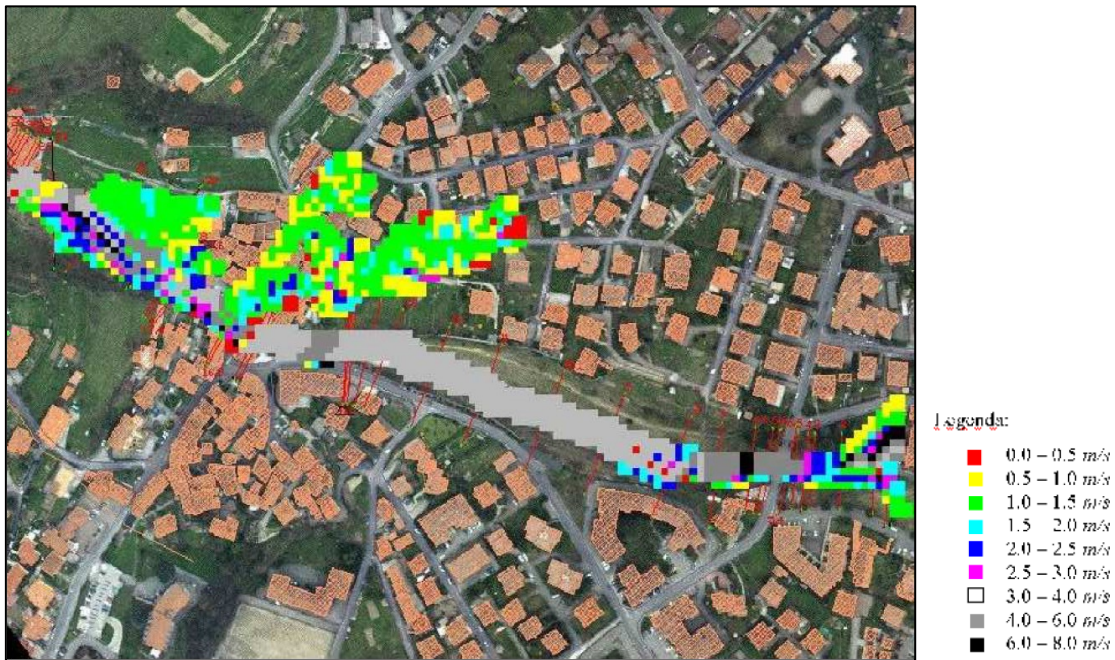 Legenda:
0.0 – 0.5 m/s
0.5 – 1.0 m/s
1.0 – 1.5 m/s
1.5 – 2.0 m/s
2.0 – 2.5 m/s
2.5 – 3.0 m/s
3.0 – 4.0 m/s
4.0 – 6.0 m/s
6.0 – 8.0 m/s